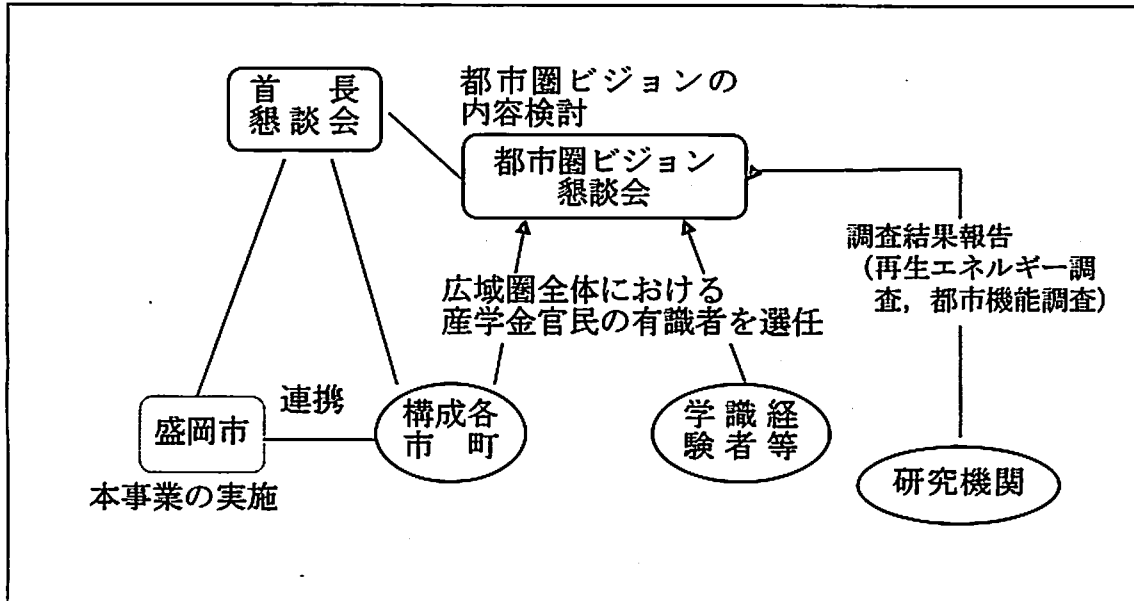 首長
懇談会
都市圏ビジョンの
内容検討
都市圏ビジョン
懇談会
調査結果報告
（再生エネルギー調
査，都市機能調査）
広域圏全体における
産学金官民の有識者を選任
盛岡市
連携
構成各
市町
学識経
験者等
研究機関
本事業の実施